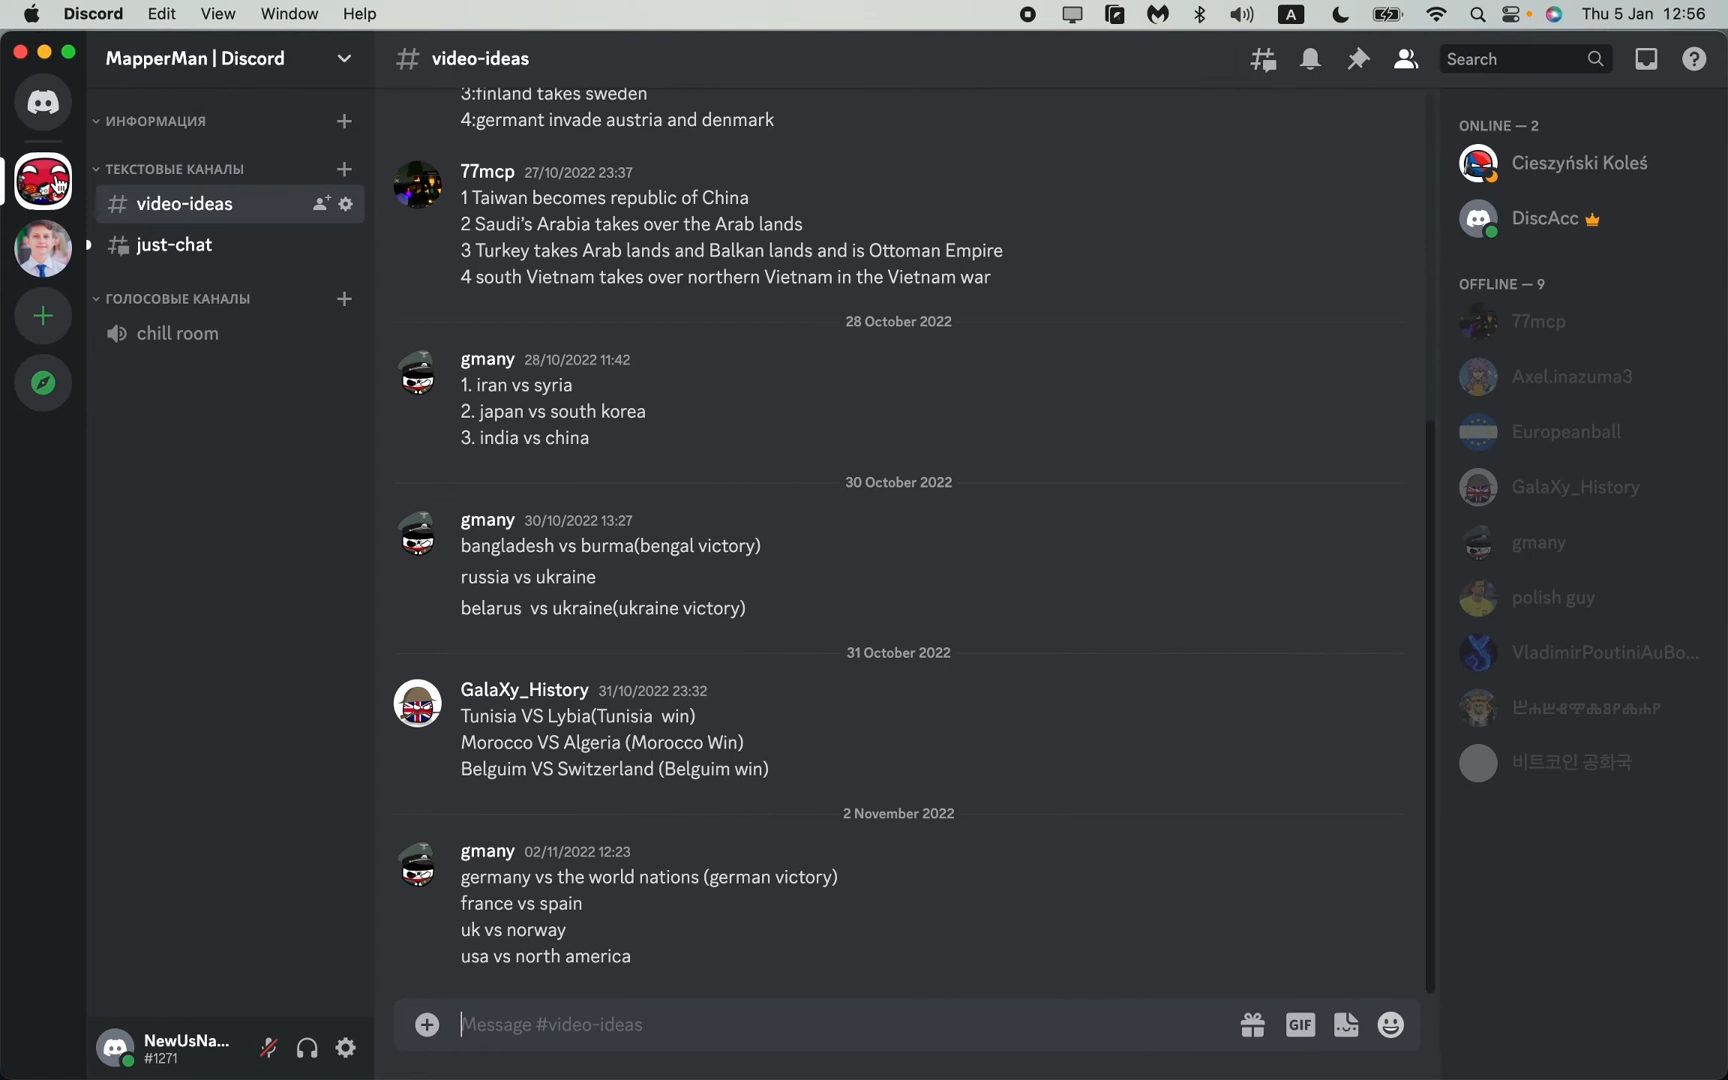 Discord Edit View Window Help
A
Thu 5 Jan 12:56
MapperMan | Discord
video-ideas
Search
ИНФОРМАЦИЯ
ТЕКСТОВЫЕ КАНАЛЫ
video-ideas
just-chat
ГОЛОСОВЫЕ КАНАЛЫ
chill room
3:finland takes sweden
4:germant invade austria and denmark
77mcp 27/10/2022 23:37
1 Taiwan becomes republic of China
2 Saudi's Arabia takes over the Arab lands
3 Turkey takes Arab lands and Balkan lands and is Ottoman Empire
4 south Vietnam takes over northern Vietnam in the Vietnam war
28 October 2022
gmany 28/10/2022 11:42
1. iran vs syria
2. japan vs south korea
3. india vs china
30 October 2022
gmany 30/10/2022 13:27
bangladesh vs burma(bengal victory)
russia vs ukraine
belarus vs ukraine(ukraine victory)
31 October 2022
GalaXy_History 31/10/2022 23:32
Tunisia VS Lybia(Tunisia win)
Morocco VS Algeria (Morocco Win)
Belguim VS Switzerland (Belguim win)
2 November 2022
gmany 02/11/2022 12:23
germany vs the world nations (german victory)
france vs spain
uk vs norway
usa vs north america
Message #video-ideas
GIF
ONLINE — 2
Cieszyński Koleś
DiscAcc
OFFLINE — 9
77mcp
Axel.inazuma3
Europeanball
GalaXy_History
gmany
polish guy
VladimirPoutiniAuBo...
비트코인 공화국
NewUsNa...
#1271